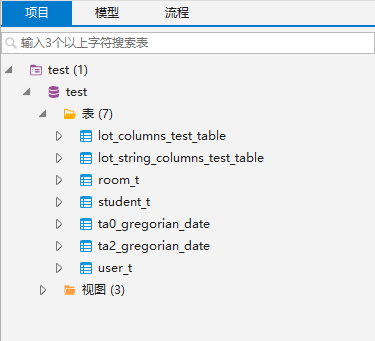 项目 模型 流程
输入3个以上字符搜索表
test (1)
test
表 (7)
lot_columns_test_table
lot_string_columns_test_table
room_t
student_t
ta0_gregorian_date
ta2_gregorian_date
user_t
视图 (3)